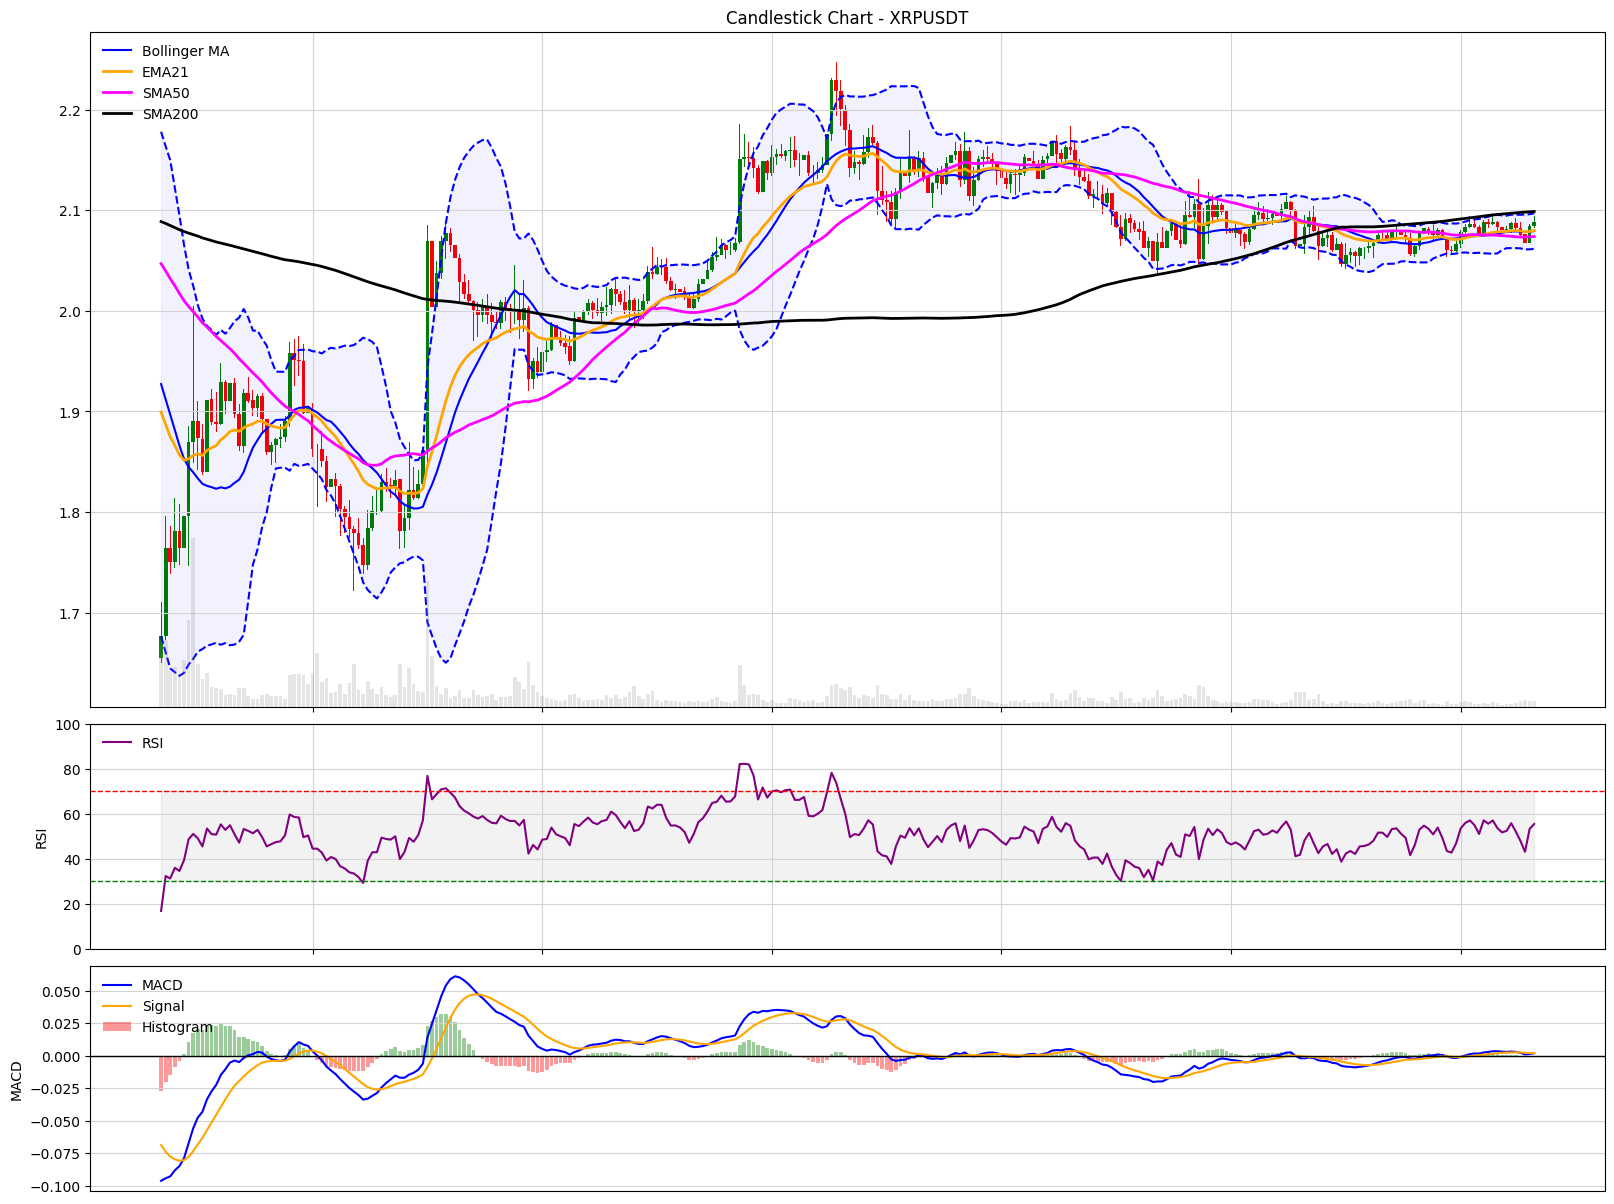 Candlestick Chart - XRPUSDT
Bollinger MA
EMA21
SMA50
SMA200
2.2
2.1
2.0
1.9
1.8
1.7
100
80
60
40
20
0
RSI
RSI
0.050
0.025
0.000
−0.025
−0.050
−0.075
−0.100
MACD
MACD
Signal
Histogram